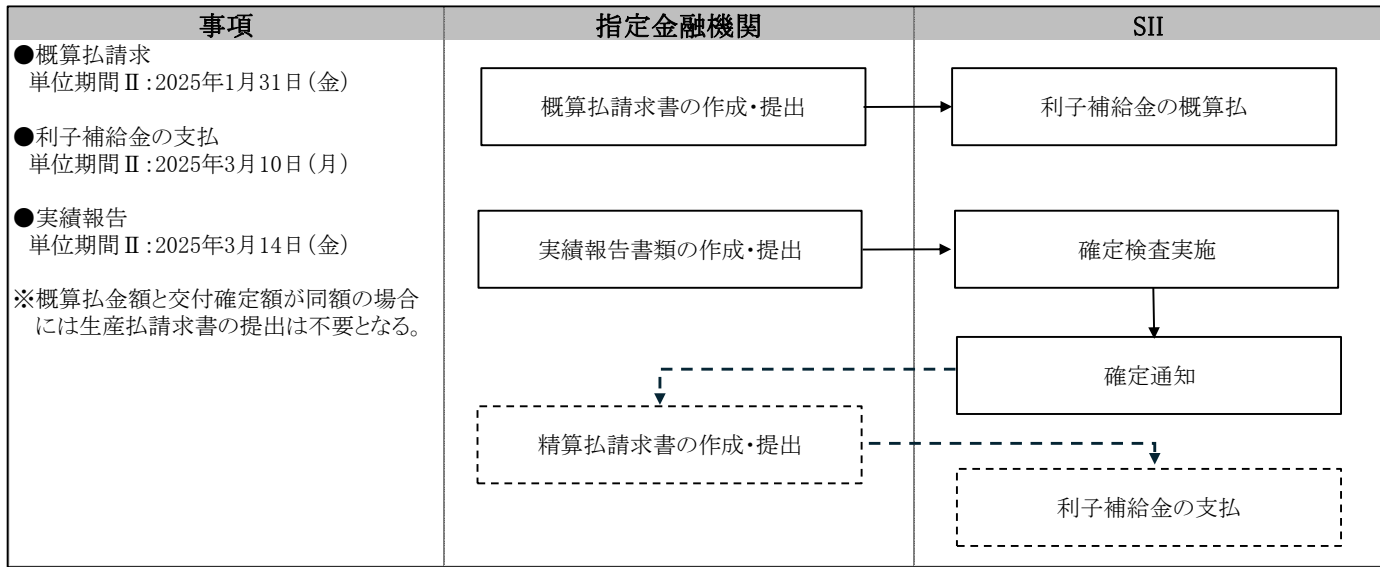 事項
指定金融機関
SII
●概算払請求
単位期間Ⅱ:2025年1月31日(金)
●利子補給金の支払
単位期間Ⅱ:2025年3月10日(月)
●実績報告
単位期間Ⅱ:2025年3月14日(金)
※概算払金額と交付確定額が同額の場合
には生産払請求書の提出は不要となる。
概算払請求書の作成・提出
利子補給金の概算払
実績報告書類の作成・提出
確定検査実施
確定通知
精算払請求書の作成・提出
利子補給金の支払